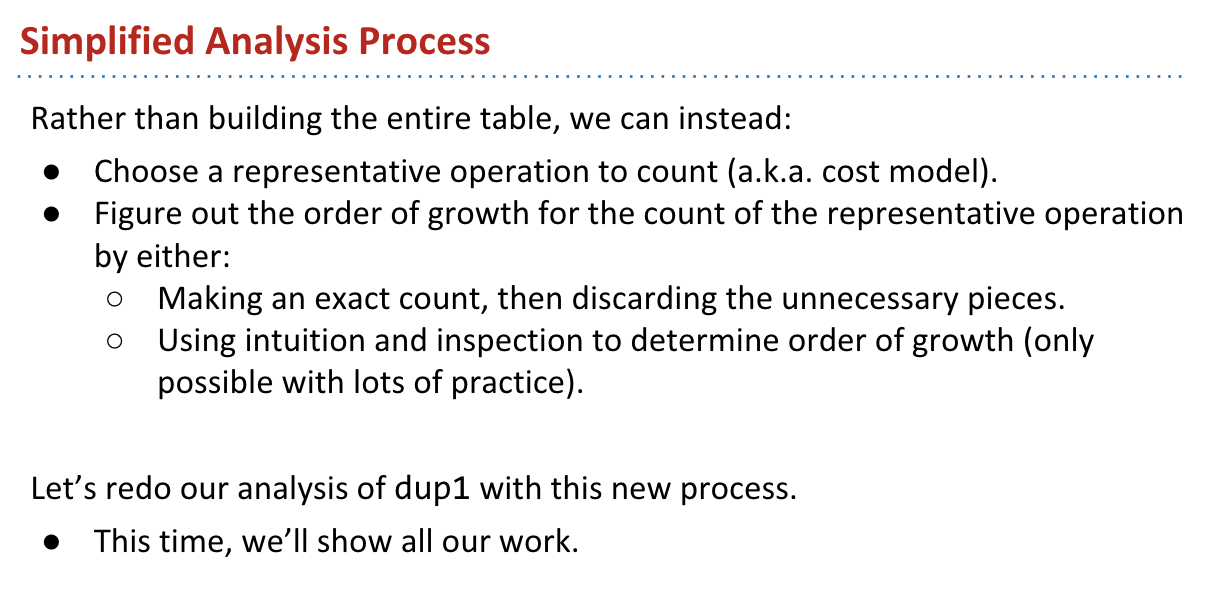 Simplified Analysis Process
Rather than building the entire table, we can instead:
● Choose a representative operation to count (a.k.a. cost model).
● Figure out the order of growth for the count of the representative operation
by either:
○ Making an exact count, then discarding the unnecessary pieces.
○ Using intuition and inspection to determine order of growth (only
possible with lots of practice).
Let’s redo our analysis of dup1 with this new process.
● This time, we’ll show all our work.